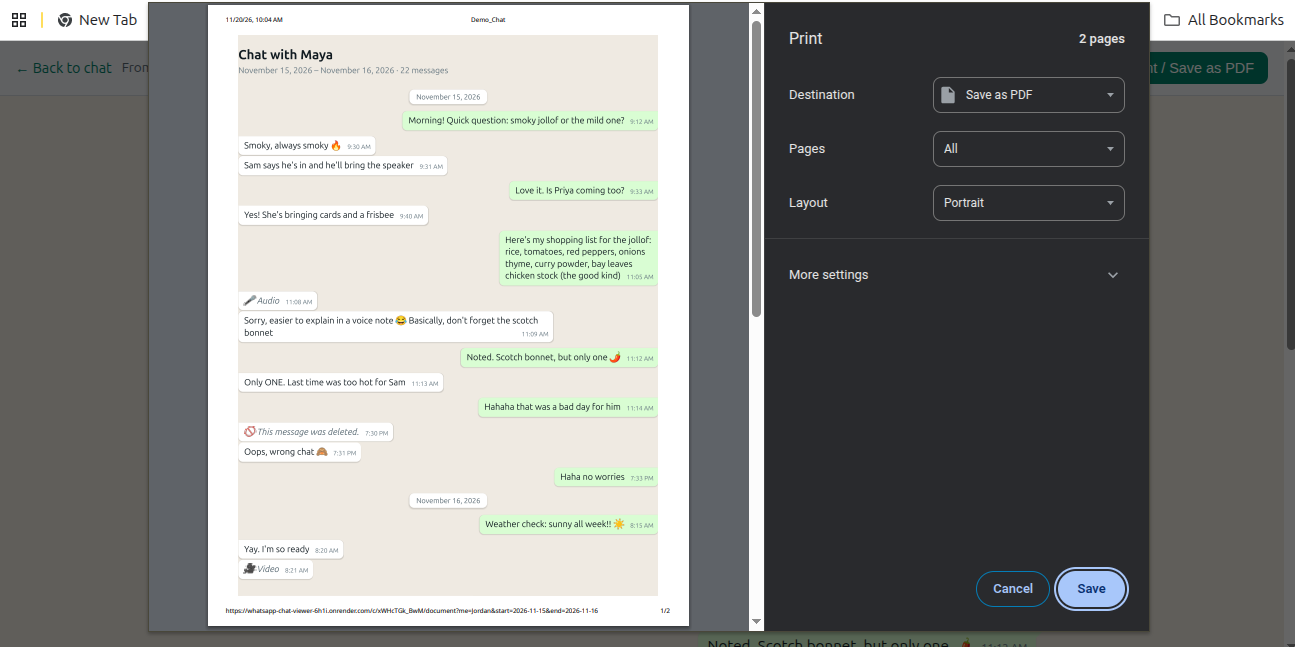 New Tab
All Bookmarks
← Back to chat From
nt / Save as PDF
11/20/26, 10:04 AM Demo_Chat
Chat with Maya
November 15, 2026 – November 16, 2026 · 22 messages
November 15, 2026
Morning! Quick question: smoky jollof or the mild one? 9:12 AM
Smoky, always smoky 🔥 9:30 AM
Sam says he's in and he'll bring the speaker 9:31 AM
Love it. Is Priya coming too? 9:33 AM
Yes! She's bringing cards and a frisbee 9:40 AM
Here's my shopping list for the jollof:
rice, tomatoes, red peppers, onions
thyme, curry powder, bay leaves
chicken stock (the good kind) 11:05 AM
🎤 Audio 11:08 AM
Sorry, easier to explain in a voice note 😂 Basically, don't forget the scotch
bonnet 11:09 AM
Noted. Scotch bonnet, but only one 🌶️ 11:12 AM
Only ONE. Last time was too hot for Sam 11:13 AM
Hahaha that was a bad day for him 11:14 AM
🚫 This message was deleted. 7:30 PM
Oops, wrong chat 🙈 7:31 PM
Haha no worries 7:33 PM
November 16, 2026
Weather check: sunny all week!! ☀️ 8:15 AM
Yay. I'm so ready 8:20 AM
🎥 Video 8:21 AM
https://whatsapp-chat-viewer-6h1i.onrender.com/c/xWHcTGk_BwM/document?me=Jordan&start=2026-11-15&end=2026-11-16 1/2
Print 2 pages
Destination Save as PDF
Pages All
Layout Portrait
More settings
Cancel Save
Noted. Scotch bonnet, but only one 🌶️ 11:12 AM